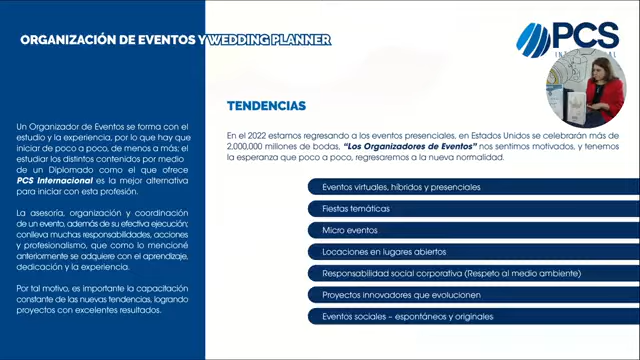 ORGANIZACIÓN DE EVENTOS Y WEDDING PLANNER
PCS
TENDENCIAS
Un Organizador de Eventos se forma con el
estudio y la experiencia, por lo que hay que
iniciar de poco a poco, de menos a más; el
estudiar los distintos contenidos por medio
de un Diplomado como el que ofrece
PCS Internacional es la mejor alternativa
para iniciar con esta profesión.
La asesoría, organización y coordinación
de un evento, además de su efectiva ejecución;
conlleva muchas responsabilidades, acciones
y profesionalismo, que como lo mencioné
anteriormente se adquiere con el aprendizaje,
dedicación y la experiencia.
Por tal motivo, es importante la capacitación
constante de las nuevas tendencias, logrando
proyectos con excelentes resultados.
En el 2022 estamos regresando a los eventos presenciales, en Estados Unidos se celebrarán más de
2,000,000 millones de bodas, "Los Organizadores de Eventos" nos sentimos motivados, y tenemos
la esperanza que poco a poco, regresaremos a la nueva normalidad.
Eventos virtuales, híbridos y presenciales
Fiestas temáticas
Micro eventos
Locaciones en lugares abiertos
Responsabilidad social corporativa (Respeto al medio ambiente)
Proyectos innovadores que evolucionen
Eventos sociales – espontáneos y originales